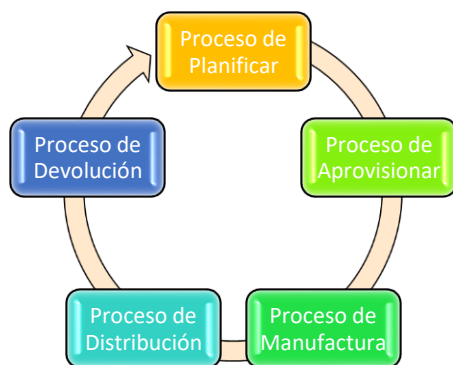 Proceso de
Planificar
Proceso de
Aprovisionar
Proceso de
Manufactura
Proceso de
Distribución
Proceso de
Devolución